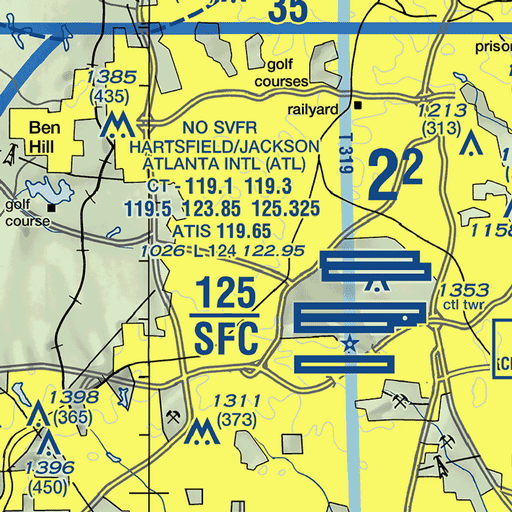 35
prison
golf
courses
1385
(435)
railyard
1213
(313)
Ben
Hill
NO SVFR
HARTSFIELD/JACKSON
ATLANTA INTL (ATL)
CT - 119.1 119.3
119.5 123.85 125.325
ATIS 119.65
1026 L 124 122.95
T 319
2²
golf
course
1158
125
SFC
1353
ctl twr
1398
(365)
1311
(373)
1396
(450)